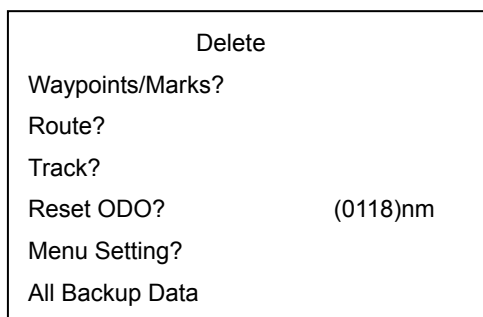 Delete
Waypoints/Marks?
Route?
Track?
Reset ODO? (0118)nm
Menu Setting?
All Backup Data